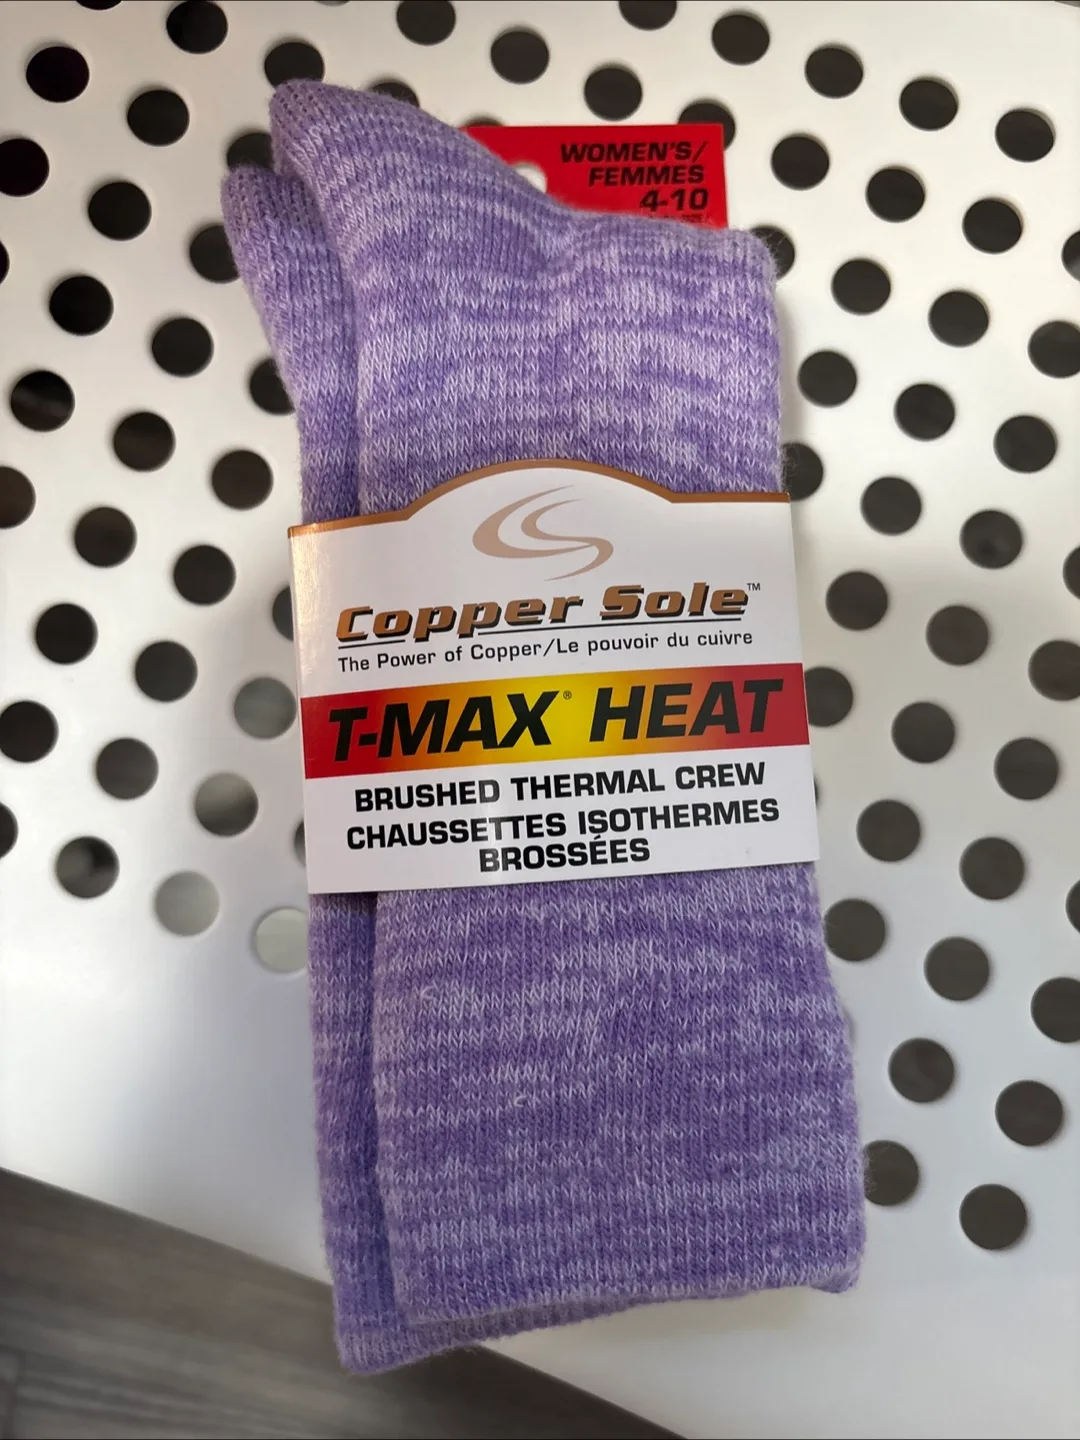 WOMEN'S/
FEMMES
4-10
Copper Sole™
The Power of Copper/Le pouvoir du cuivre
T-MAX® HEAT
BRUSHED THERMAL CREW
CHAUSSETTES ISOTHERMES
BROSSÉES